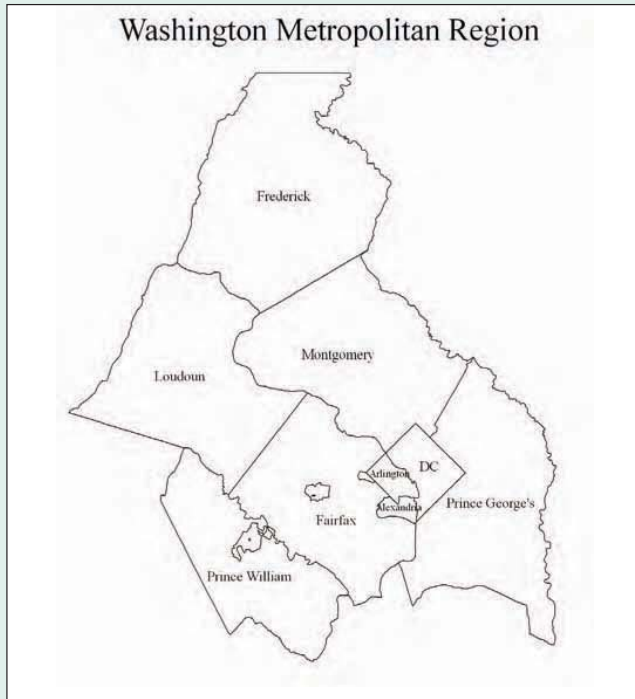 Washington Metropolitan Region
Frederick
Montgomery
Loudoun
DC
Arlington
Prince George's
Alexandria
Fairfax
Prince William